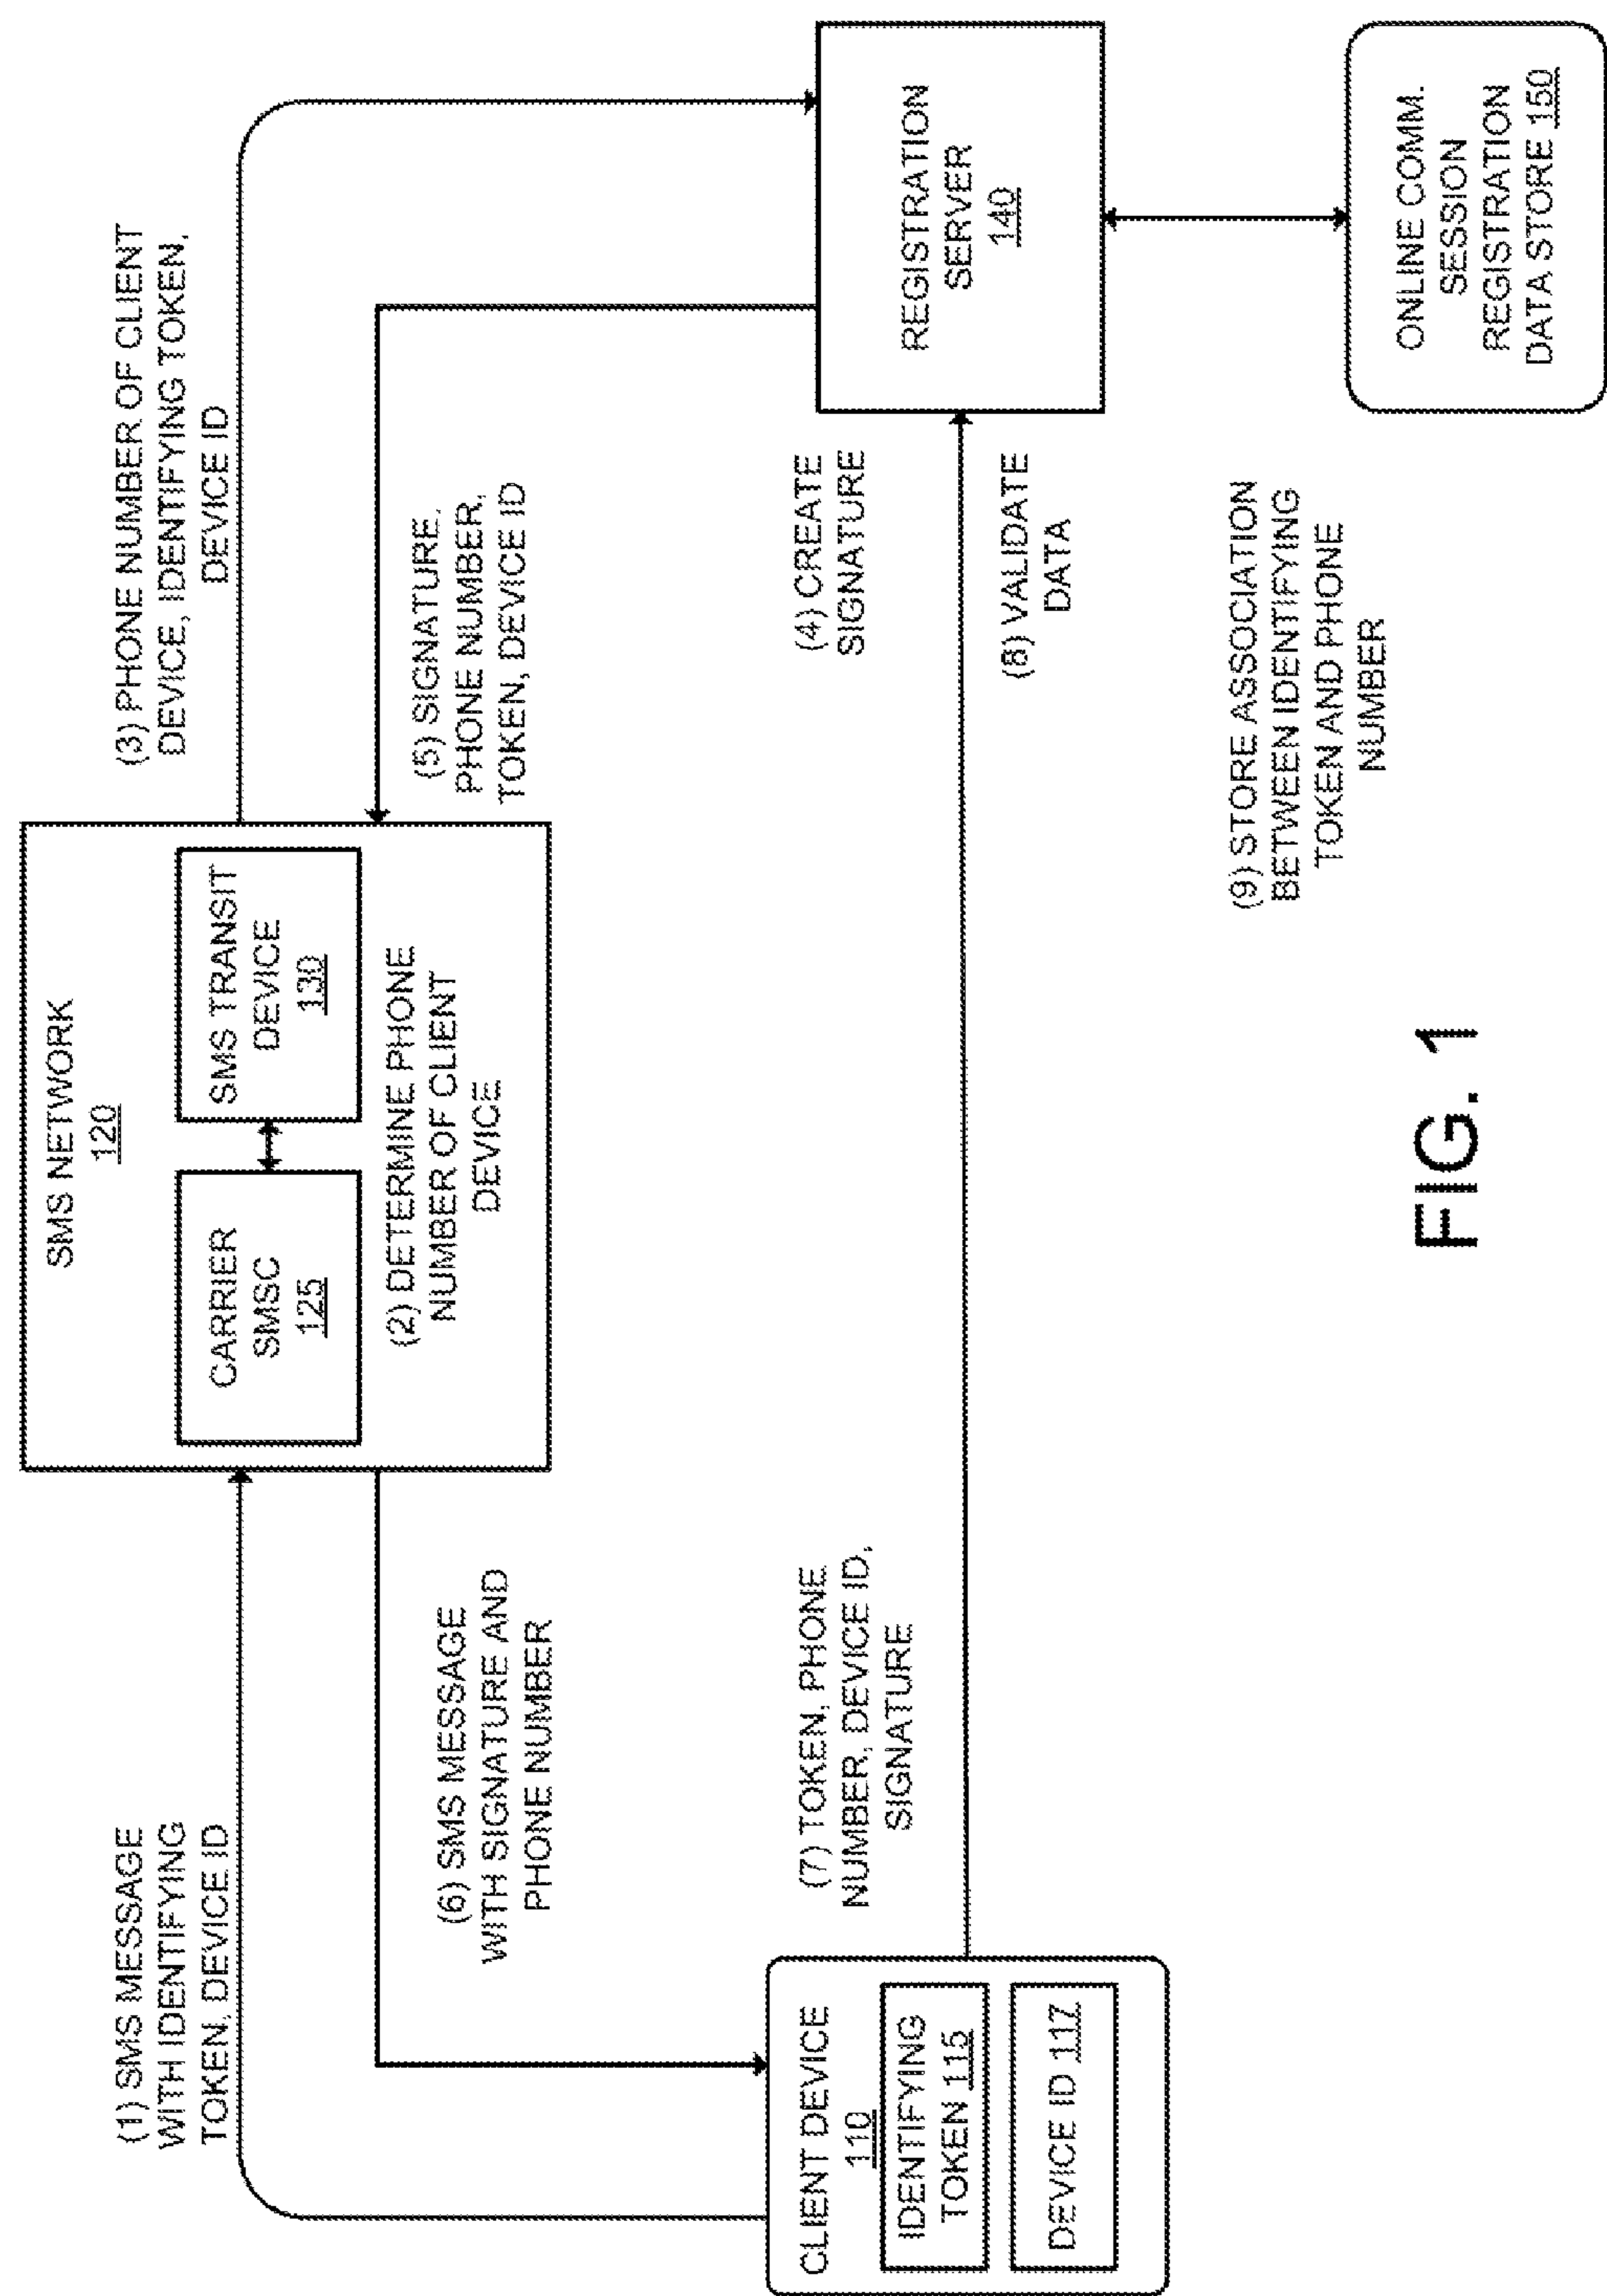 (1) SMS MESSAGE
WITH IDENTIFYING
TOKEN, DEVICE ID
SMS NETWORK
120
CARRIER
SMSC
125
SMS TRANSIT
DEVICE
130
(2) DETERMINE PHONE
NUMBER OF CLIENT
DEVICE
(3) PHONE NUMBER OF CLIENT
DEVICE, IDENTIFYING TOKEN,
DEVICE ID
(6) SMS MESSAGE
WITH SIGNATURE AND
PHONE NUMBER
(5) SIGNATURE,
PHONE NUMBER,
TOKEN, DEVICE ID
CLIENT DEVICE
110
IDENTIFYING
TOKEN 115
DEVICE ID 117
(7) TOKEN, PHONE
NUMBER, DEVICE ID,
SIGNATURE
(4) CREATE
SIGNATURE
(8) VALIDATE
DATA
REGISTRATION
SERVER
140
(9) STORE ASSOCIATION
BETWEEN IDENTIFYING
TOKEN AND PHONE
NUMBER
ONLINE COMM.
SESSION
REGISTRATION
DATA STORE 150
FIG. 1